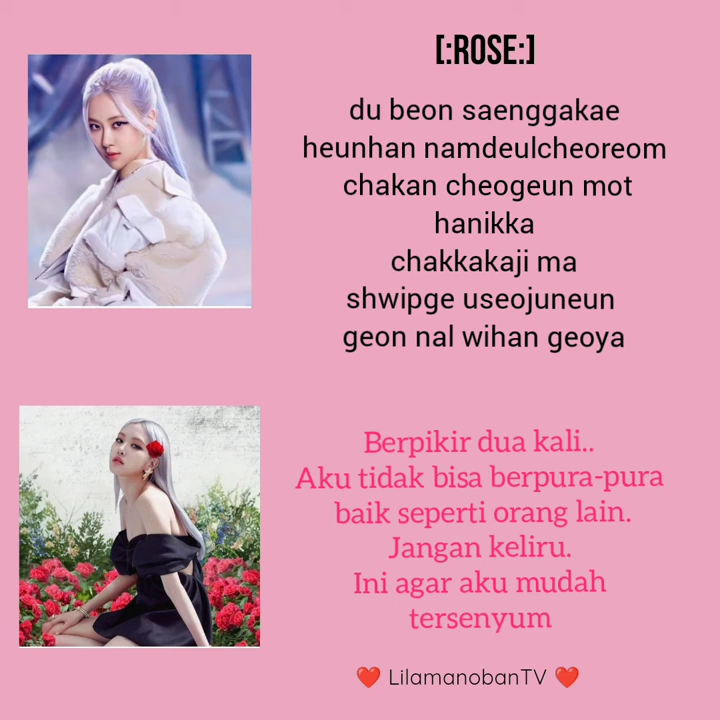 [:ROSE:]
du beon saenggakae
heunhan namdeulcheoreom
chakan cheogeun mot
hanikka
chakkakaji ma
shwipge useojuneun
geon nal wihan geoya
Berpikir dua kali..
Aku tidak bisa berpura-pura
baik seperti orang lain.
Jangan keliru.
Ini agar aku mudah
tersenyum
❤️ LilamanobanTV ❤️